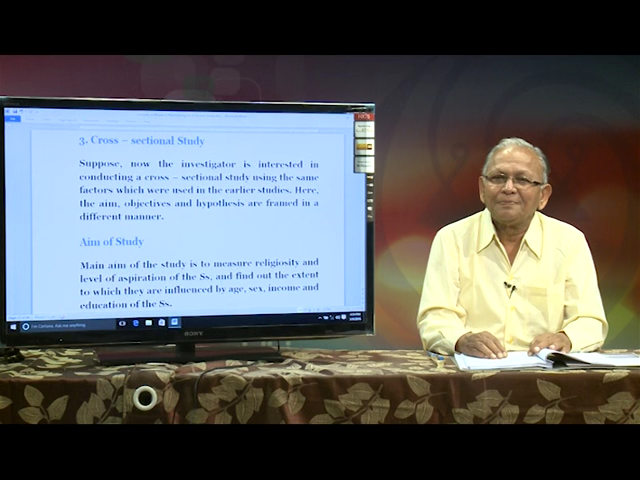 3. Cross – sectional Study
Suppose, now the investigator is interested in
conducting a cross – sectional study using the same
factors which were used in the earlier studies. Here,
the aim, objectives and hypothesis are framed in a
different manner.
Aim of Study
Main aim of the study is to measure religiosity and
level of aspiration of the Ss, and find out the extent
to which they are influenced by age, sex, income and
education of the Ss.
I'm Cortana. Ask me anything.
SONY